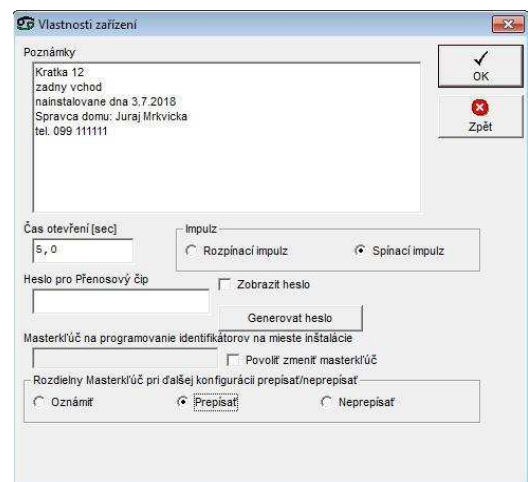 Vlastnosti zařízení
Poznámky
Kratka 12
zadny vchod
nainstalovane dna 3.7.2018
Spravca domu: Juraj Mrkvicka
tel. 099 111111
OK
Zpět
Čas otevření [sec]
5,0
Impulz
Rozpínací impulz
Spínací impulz
Heslo pro Přenosový čip
Zobrazit heslo
Generovat heslo
Masterkľúč na programovanie identifikátorov na mieste inštalácie
Povoliť zmeniť masterkľúč
Rozdielny Masterkľúč pri ďalšej konfigurácii prepísať/neprepísať
Oznámiť
Prepísať
Neprepísať